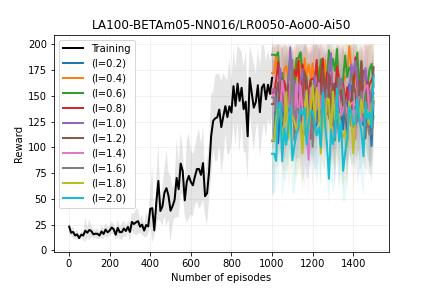 LA100-BETAm05-NN016/LR0050-Ao00-Ai50
Reward
200
175
150
125
100
75
50
25
0
Training
(l=0.2)
(l=0.4)
(l=0.6)
(l=0.8)
(l=1.0)
(l=1.2)
(l=1.4)
(l=1.6)
(l=1.8)
(l=2.0)
0 200 400 600 800 1000 1200 1400
Number of episodes